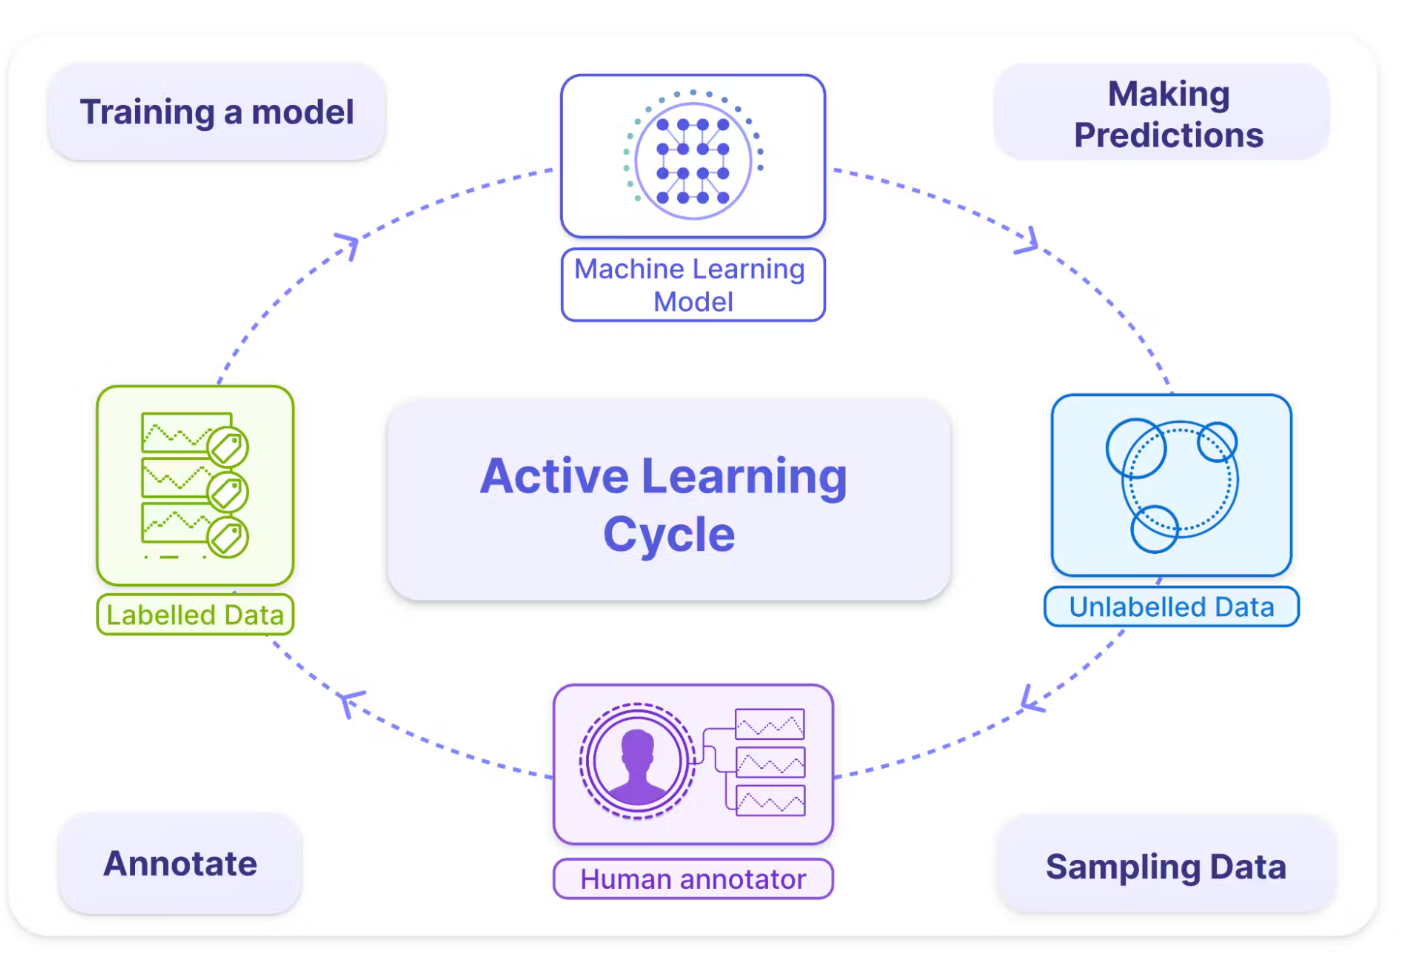 Training a model
Making
Predictions
Machine Learning
Model
Active Learning
Cycle
Labelled Data
Unlabelled Data
Human annotator
Annotate
Sampling Data